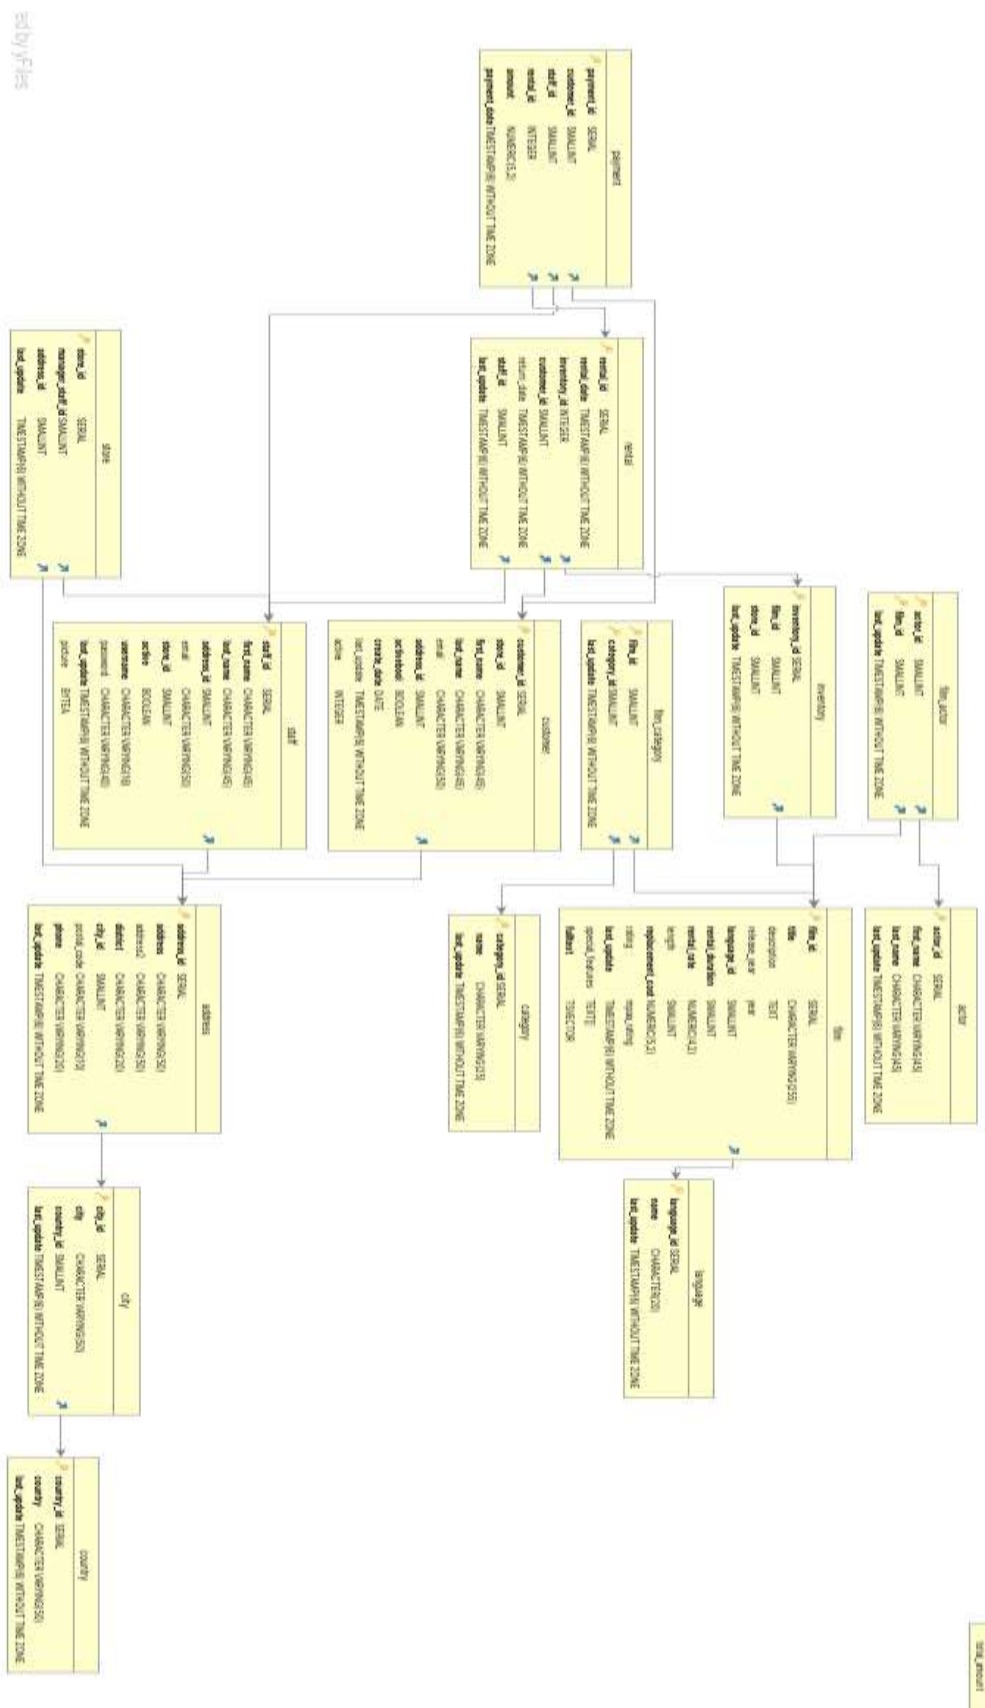 payment
payment_id SERIAL
customer_id SMALLINT
staff_id SMALLINT
rental_id INTEGER
amount NUMERIC(5,2)
payment_date TIMESTAMP(6) WITHOUT TIME ZONE
rental
rental_id SERIAL
rental_date TIMESTAMP(6) WITHOUT TIME ZONE
inventory_id INTEGER
customer_id SMALLINT
return_date TIMESTAMP(6) WITHOUT TIME ZONE
staff_id SMALLINT
last_update TIMESTAMP(6) WITHOUT TIME ZONE
store
store_id SERIAL
manager_staff_id SMALLINT
address_id SMALLINT
last_update TIMESTAMP(6) WITHOUT TIME ZONE
film_actor
actor_id SMALLINT
film_id SMALLINT
last_update TIMESTAMP(6) WITHOUT TIME ZONE
inventory
inventory_id SERIAL
film_id SMALLINT
store_id SMALLINT
last_update TIMESTAMP(6) WITHOUT TIME ZONE
film_category
film_id SMALLINT
category_id SMALLINT
last_update TIMESTAMP(6) WITHOUT TIME ZONE
customer
customer_id SERIAL
store_id SMALLINT
first_name CHARACTER VARYING(45)
last_name CHARACTER VARYING(45)
email CHARACTER VARYING(50)
address_id SMALLINT
activebool BOOLEAN
create_date DATE
last_update TIMESTAMP(6) WITHOUT TIME ZONE
active INTEGER
staff
staff_id SERIAL
first_name CHARACTER VARYING(45)
last_name CHARACTER VARYING(45)
address_id SMALLINT
email CHARACTER VARYING(50)
store_id SMALLINT
active BOOLEAN
username CHARACTER VARYING(16)
password CHARACTER VARYING(40)
last_update TIMESTAMP(6) WITHOUT TIME ZONE
picture BYTEA
actor
actor_id SERIAL
first_name CHARACTER VARYING(45)
last_name CHARACTER VARYING(45)
last_update TIMESTAMP(6) WITHOUT TIME ZONE
film
film_id SERIAL
title CHARACTER VARYING(255)
description TEXT
release_year year
language_id SMALLINT
rental_duration SMALLINT
rental_rate NUMERIC(4,2)
length SMALLINT
replacement_cost NUMERIC(5,2)
rating mpaa_rating
last_update TIMESTAMP(6) WITHOUT TIME ZONE
special_features TEXT[]
fulltext TSVECTOR
category
category_id SERIAL
name CHARACTER VARYING(25)
last_update TIMESTAMP(6) WITHOUT TIME ZONE
address
address_id SERIAL
address CHARACTER VARYING(50)
address2 CHARACTER VARYING(50)
district CHARACTER VARYING(20)
city_id SMALLINT
postal_code CHARACTER VARYING(10)
phone CHARACTER VARYING(20)
last_update TIMESTAMP(6) WITHOUT TIME ZONE
language
language_id SERIAL
name CHARACTER(20)
last_update TIMESTAMP(6) WITHOUT TIME ZONE
city
city_id SERIAL
city CHARACTER VARYING(50)
country_id SMALLINT
last_update TIMESTAMP(6) WITHOUT TIME ZONE
country
country_id SERIAL
country CHARACTER VARYING(50)
last_update TIMESTAMP(6) WITHOUT TIME ZONE
total_amount
ed by yFiles